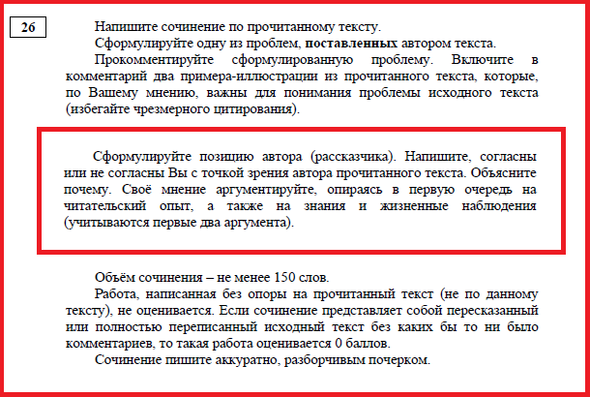 26
Напишите сочинение по прочитанному тексту.
Сформулируйте одну из проблем, поставленных автором текста.
Прокомментируйте сформулированную проблему. Включите в
комментарий два примера-иллюстрации из прочитанного текста, которые,
по Вашему мнению, важны для понимания проблемы исходного текста
(избегайте чрезмерного цитирования).
Сформулируйте позицию автора (рассказчика). Напишите, согласны
или не согласны Вы с точкой зрения автора прочитанного текста. Объясните
почему. Своё мнение аргументируйте, опираясь в первую очередь на
читательский опыт, а также на знания и жизненные наблюдения
(учитываются первые два аргумента).
Объём сочинения – не менее 150 слов.
Работа, написанная без опоры на прочитанный текст (не по данному
тексту), не оценивается. Если сочинение представляет собой пересказанный
или полностью переписанный исходный текст без каких бы то ни было
комментариев, то такая работа оценивается 0 баллов.
Сочинение пишите аккуратно, разборчивым почерком.